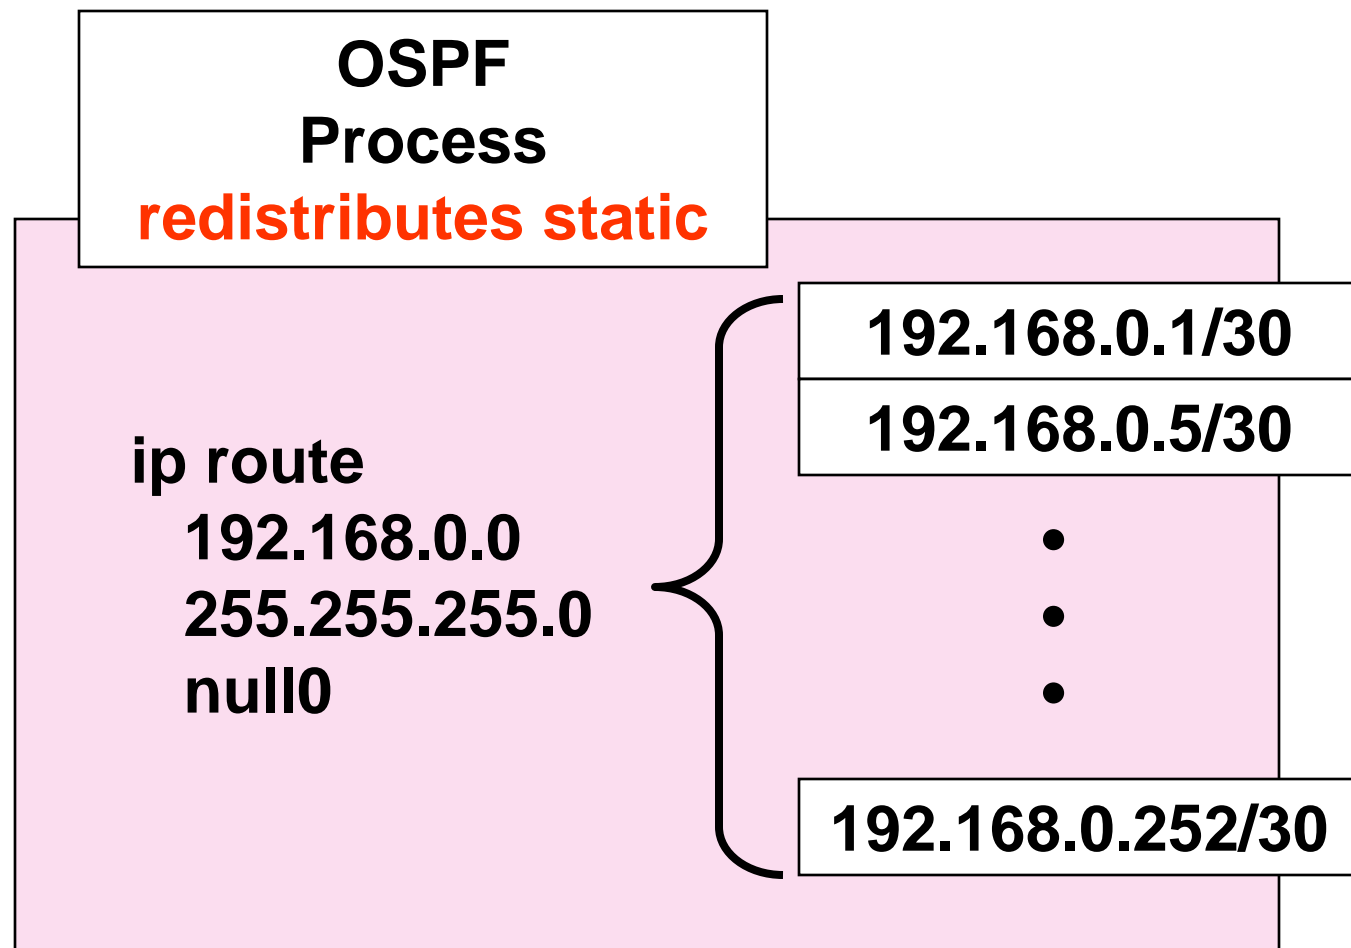 OSPF
Process
redistributes static
ip route
192.168.0.0
255.255.255.0
null0
192.168.0.1/30
192.168.0.5/30
192.168.0.252/30